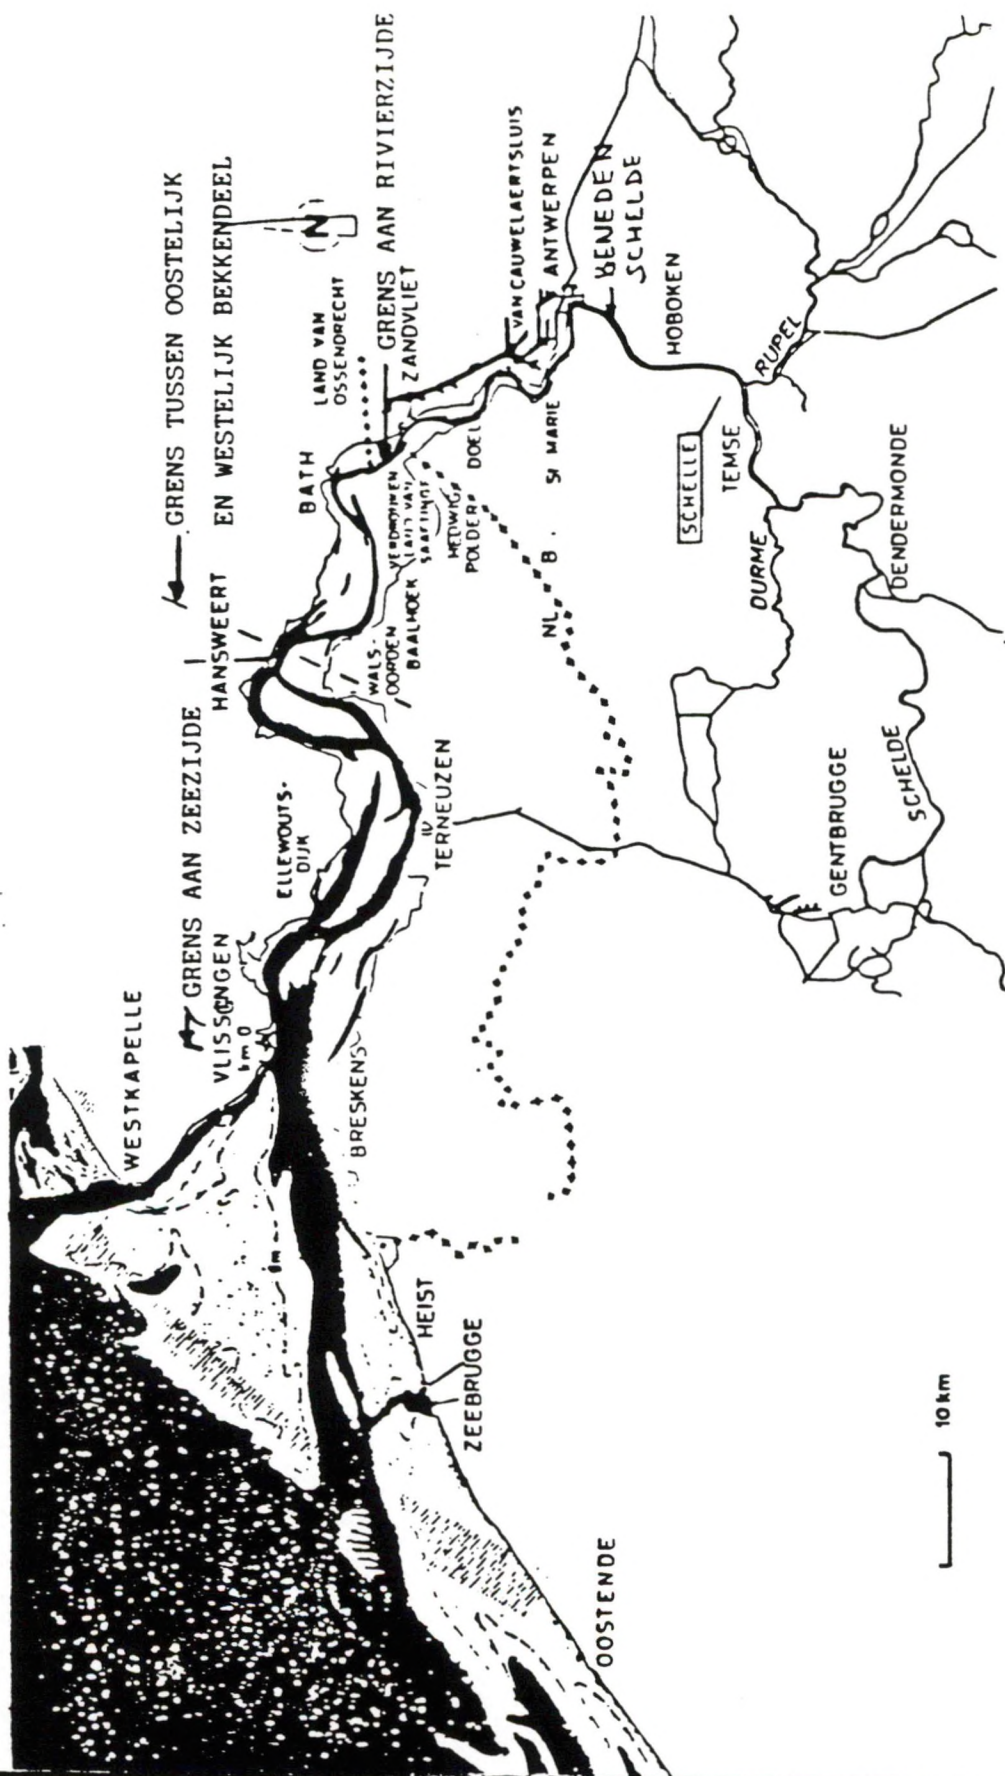 GRENS TUSSEN OOSTELIJK
EN WESTELIJK BEKKENDEEL
GRENS AAN ZEEZIJDE
GRENS AAN RIVIERZIJDE
N
WESTKAPELLE
VLISSINGEN
km 0
HANSWEERT
BATH
LAND VAN
OSSENDRECHT
ZANDVLIET
ELLEWOUTS-
DIJK
BRESKENS
TERNEUZEN
WALS-
OORDEN
BAALHOEK
VERDRONKEN
LAND VAN
SAEFTINGE
HEDWIG
POLDER
DOEL
ST MARIE
VAN CAUWELAERTSLUIS
ANTWERPEN
BENEDEN
SCHELDE
HOBOKEN
NL.
B.
SCHELLE
TEMSE
RUPEL
DURME
DENDERMONDE
SCHELDE
GENTBRUGGE
HEIST
ZEEBRUGGE
OOSTENDE
10 km